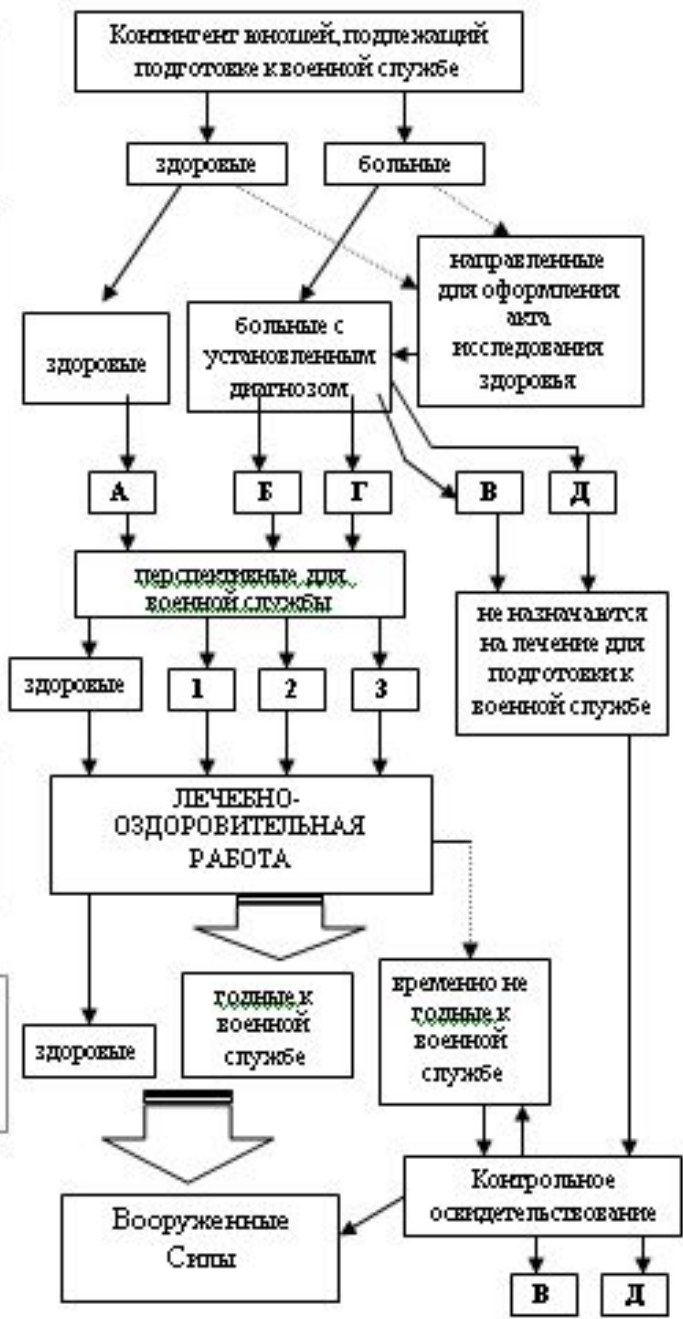 Контингент юношей, подлежащий
подготовке к военной службе
здоровые
больные
направленные
для оформления
акта
исследования
здоровья
здоровые
больные с
установленным
диагнозом
А
Б
Г
В
Д
перспективные для
военной службы
не назначаются
на лечение для
подготовки к
военной службе
здоровые
1
2
3
ЛЕЧЕБНО-
ОЗДОРОВИТЕЛЬНАЯ
РАБОТА
годные к
военной
службе
временно не
годные к
военной
службе
здоровые
Контрольное
освидетельствование
Вооруженные
Силы
В
Д